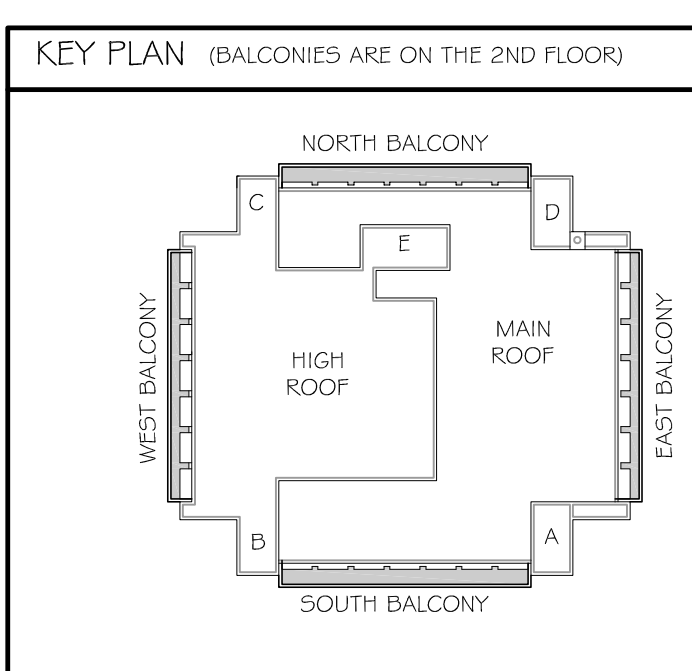 KEY PLAN (BALCONIES ARE ON THE 2ND FLOOR)
NORTH BALCONY
C
D
E
MAIN
ROOF
HIGH
ROOF
WEST BALCONY
EAST BALCONY
A
B
SOUTH BALCONY